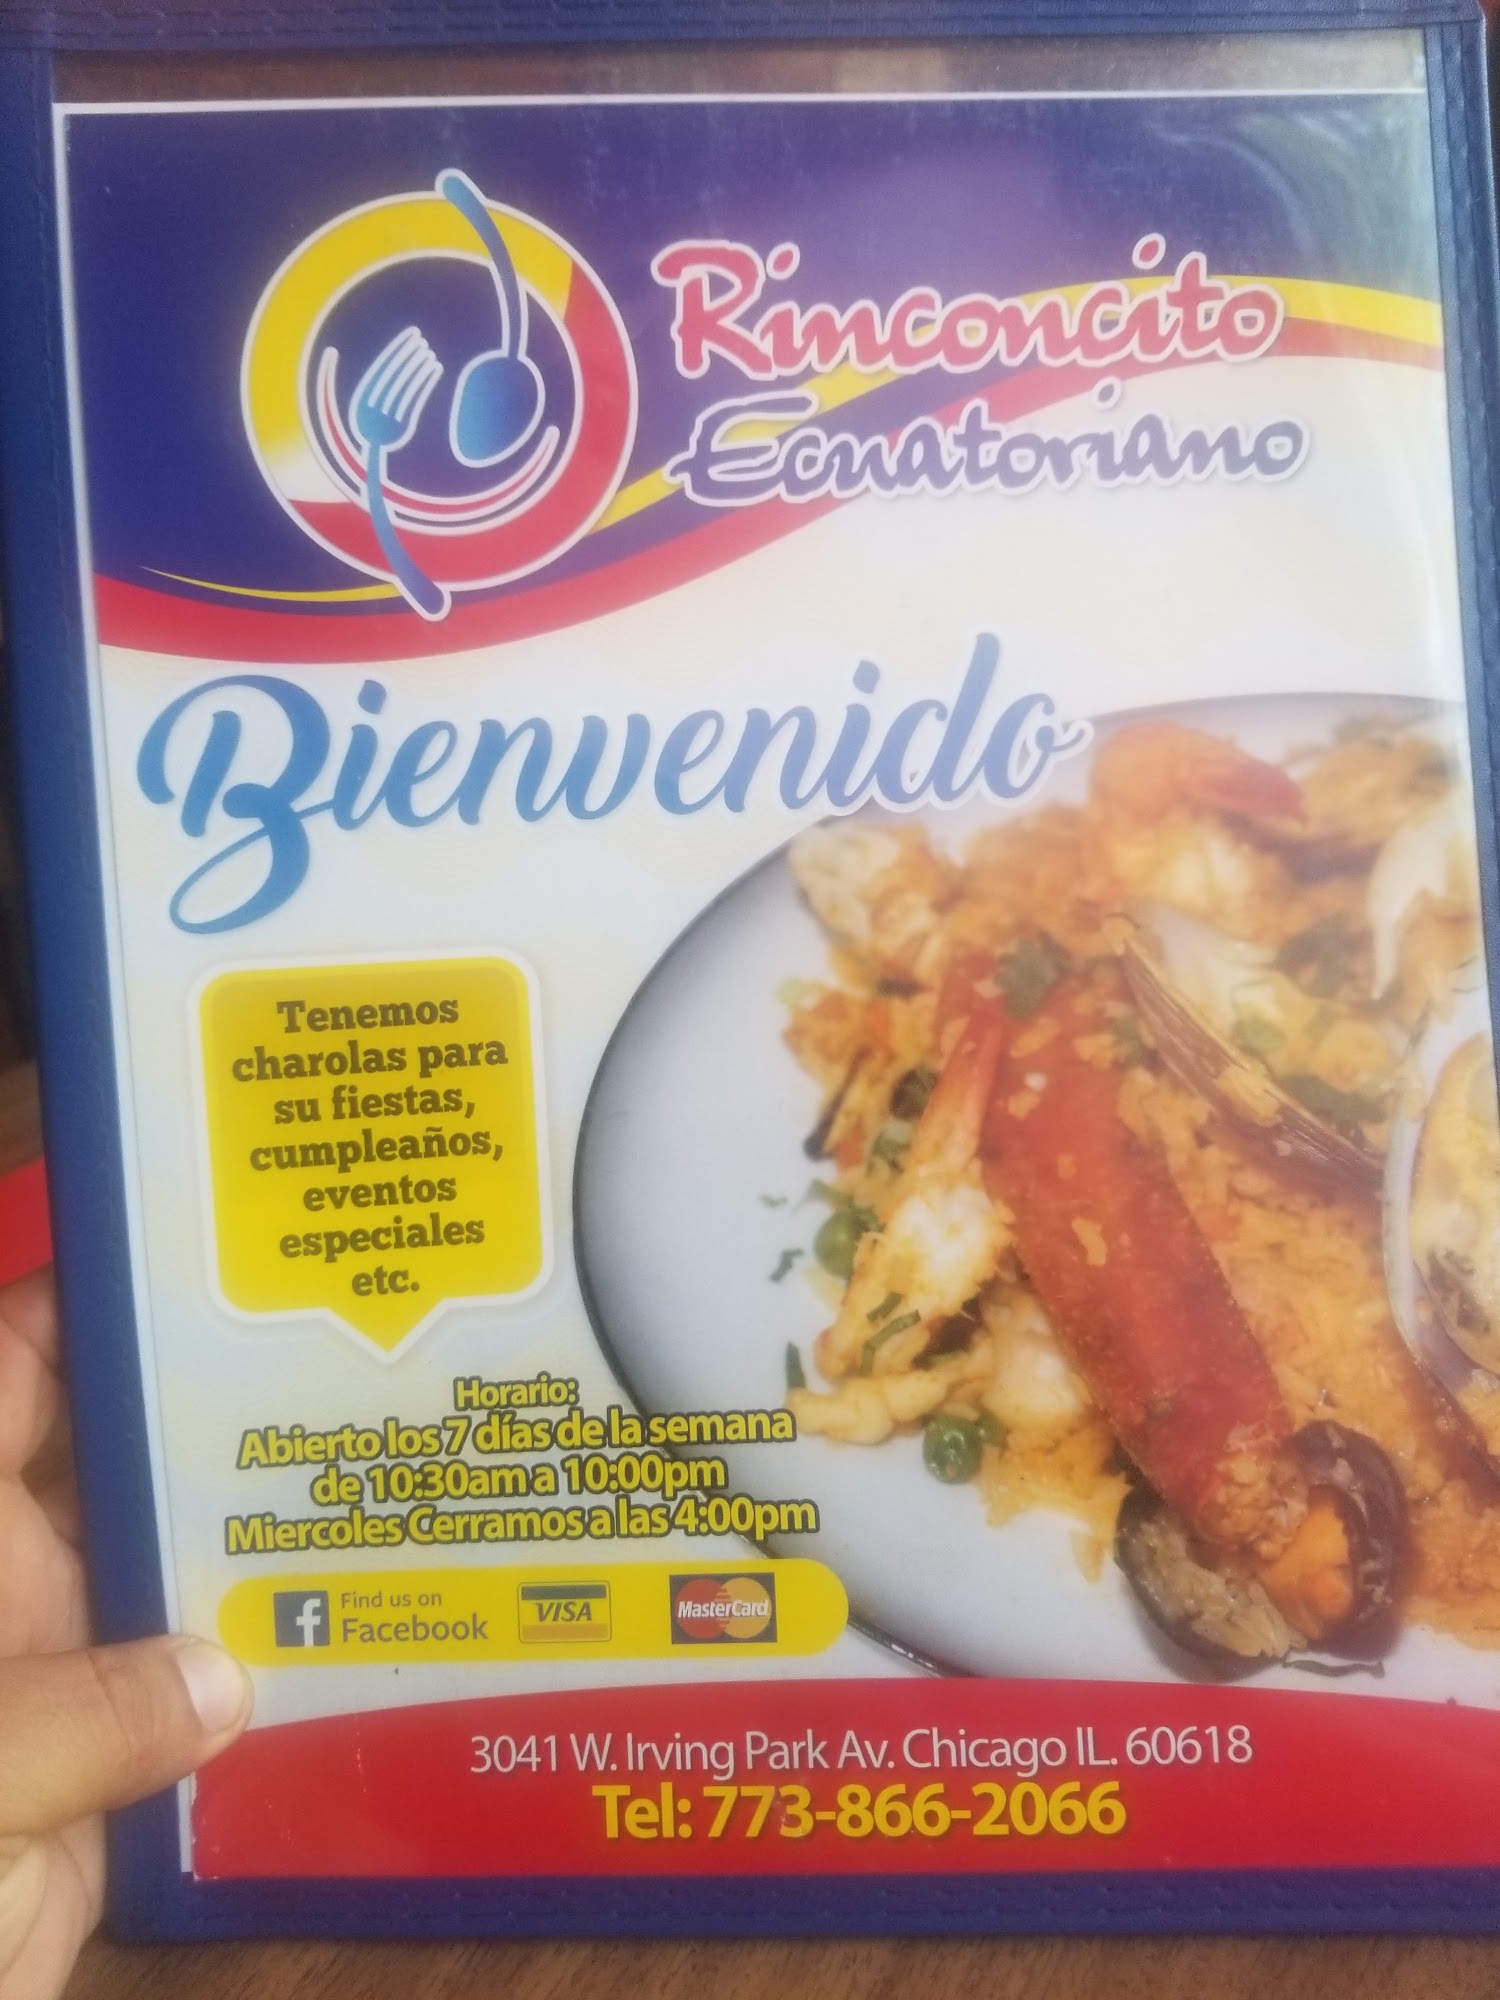 Rinconcito
Ecuatoriano
Bienvenido
Tenemos
charolas para
su fiestas,
cumpleaños,
eventos
especiales
etc.
Horario:
Abierto los 7 días de la semana
de 10:30am a 10:00pm
Miercoles Cerramos a las 4:00pm
f
Find us on
Facebook
VISA
MasterCard
3041 W. Irving Park Av. Chicago IL. 60618
Tel: 773-866-2066